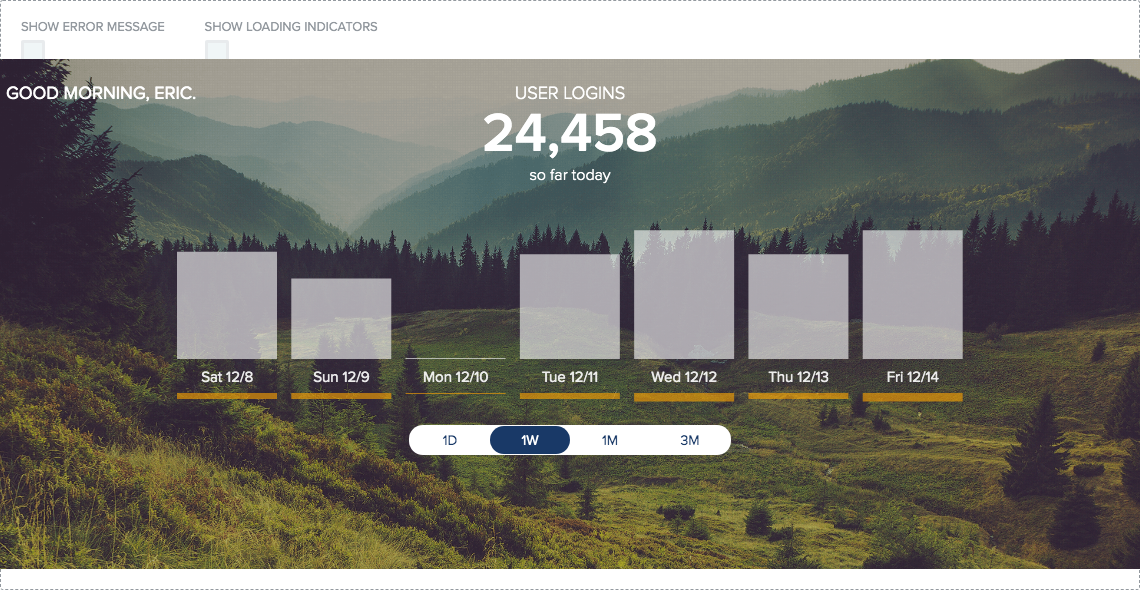 SHOW ERROR MESSAGE
SHOW LOADING INDICATORS
GOOD MORNING, ERIC.
USER LOGINS
24,458
so far today
Sat 12/8
Sun 12/9
Mon 12/10
Tue 12/11
Wed 12/12
Thu 12/13
Fri 12/14
1D
1W
1M
3M